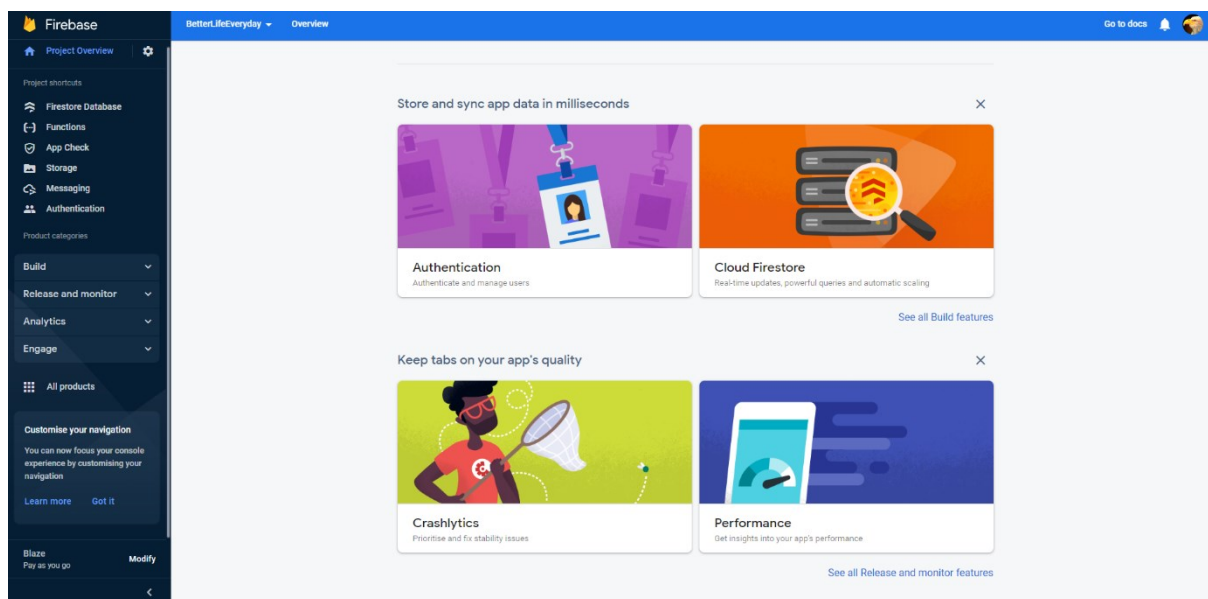 Firebase
BetterLifeEveryday
Overview
Go to docs
Project Overview
Project shortcuts
Firestore Database
Functions
App Check
Storage
Messaging
Authentication
Product categories
Build
Release and monitor
Analytics
Engage
All products
Customise your navigation
You can now focus your console
experience by customising your
navigation
Learn more Got it
Blaze
Pay as you go
Modify
Store and sync app data in milliseconds
Authentication
Authenticate and manage users
Cloud Firestore
Real-time updates, powerful queries and automatic scaling
See all Build features
Keep tabs on your app's quality
Crashlytics
Prioritise and fix stability issues
Performance
Get insights into your app's performance
See all Release and monitor features